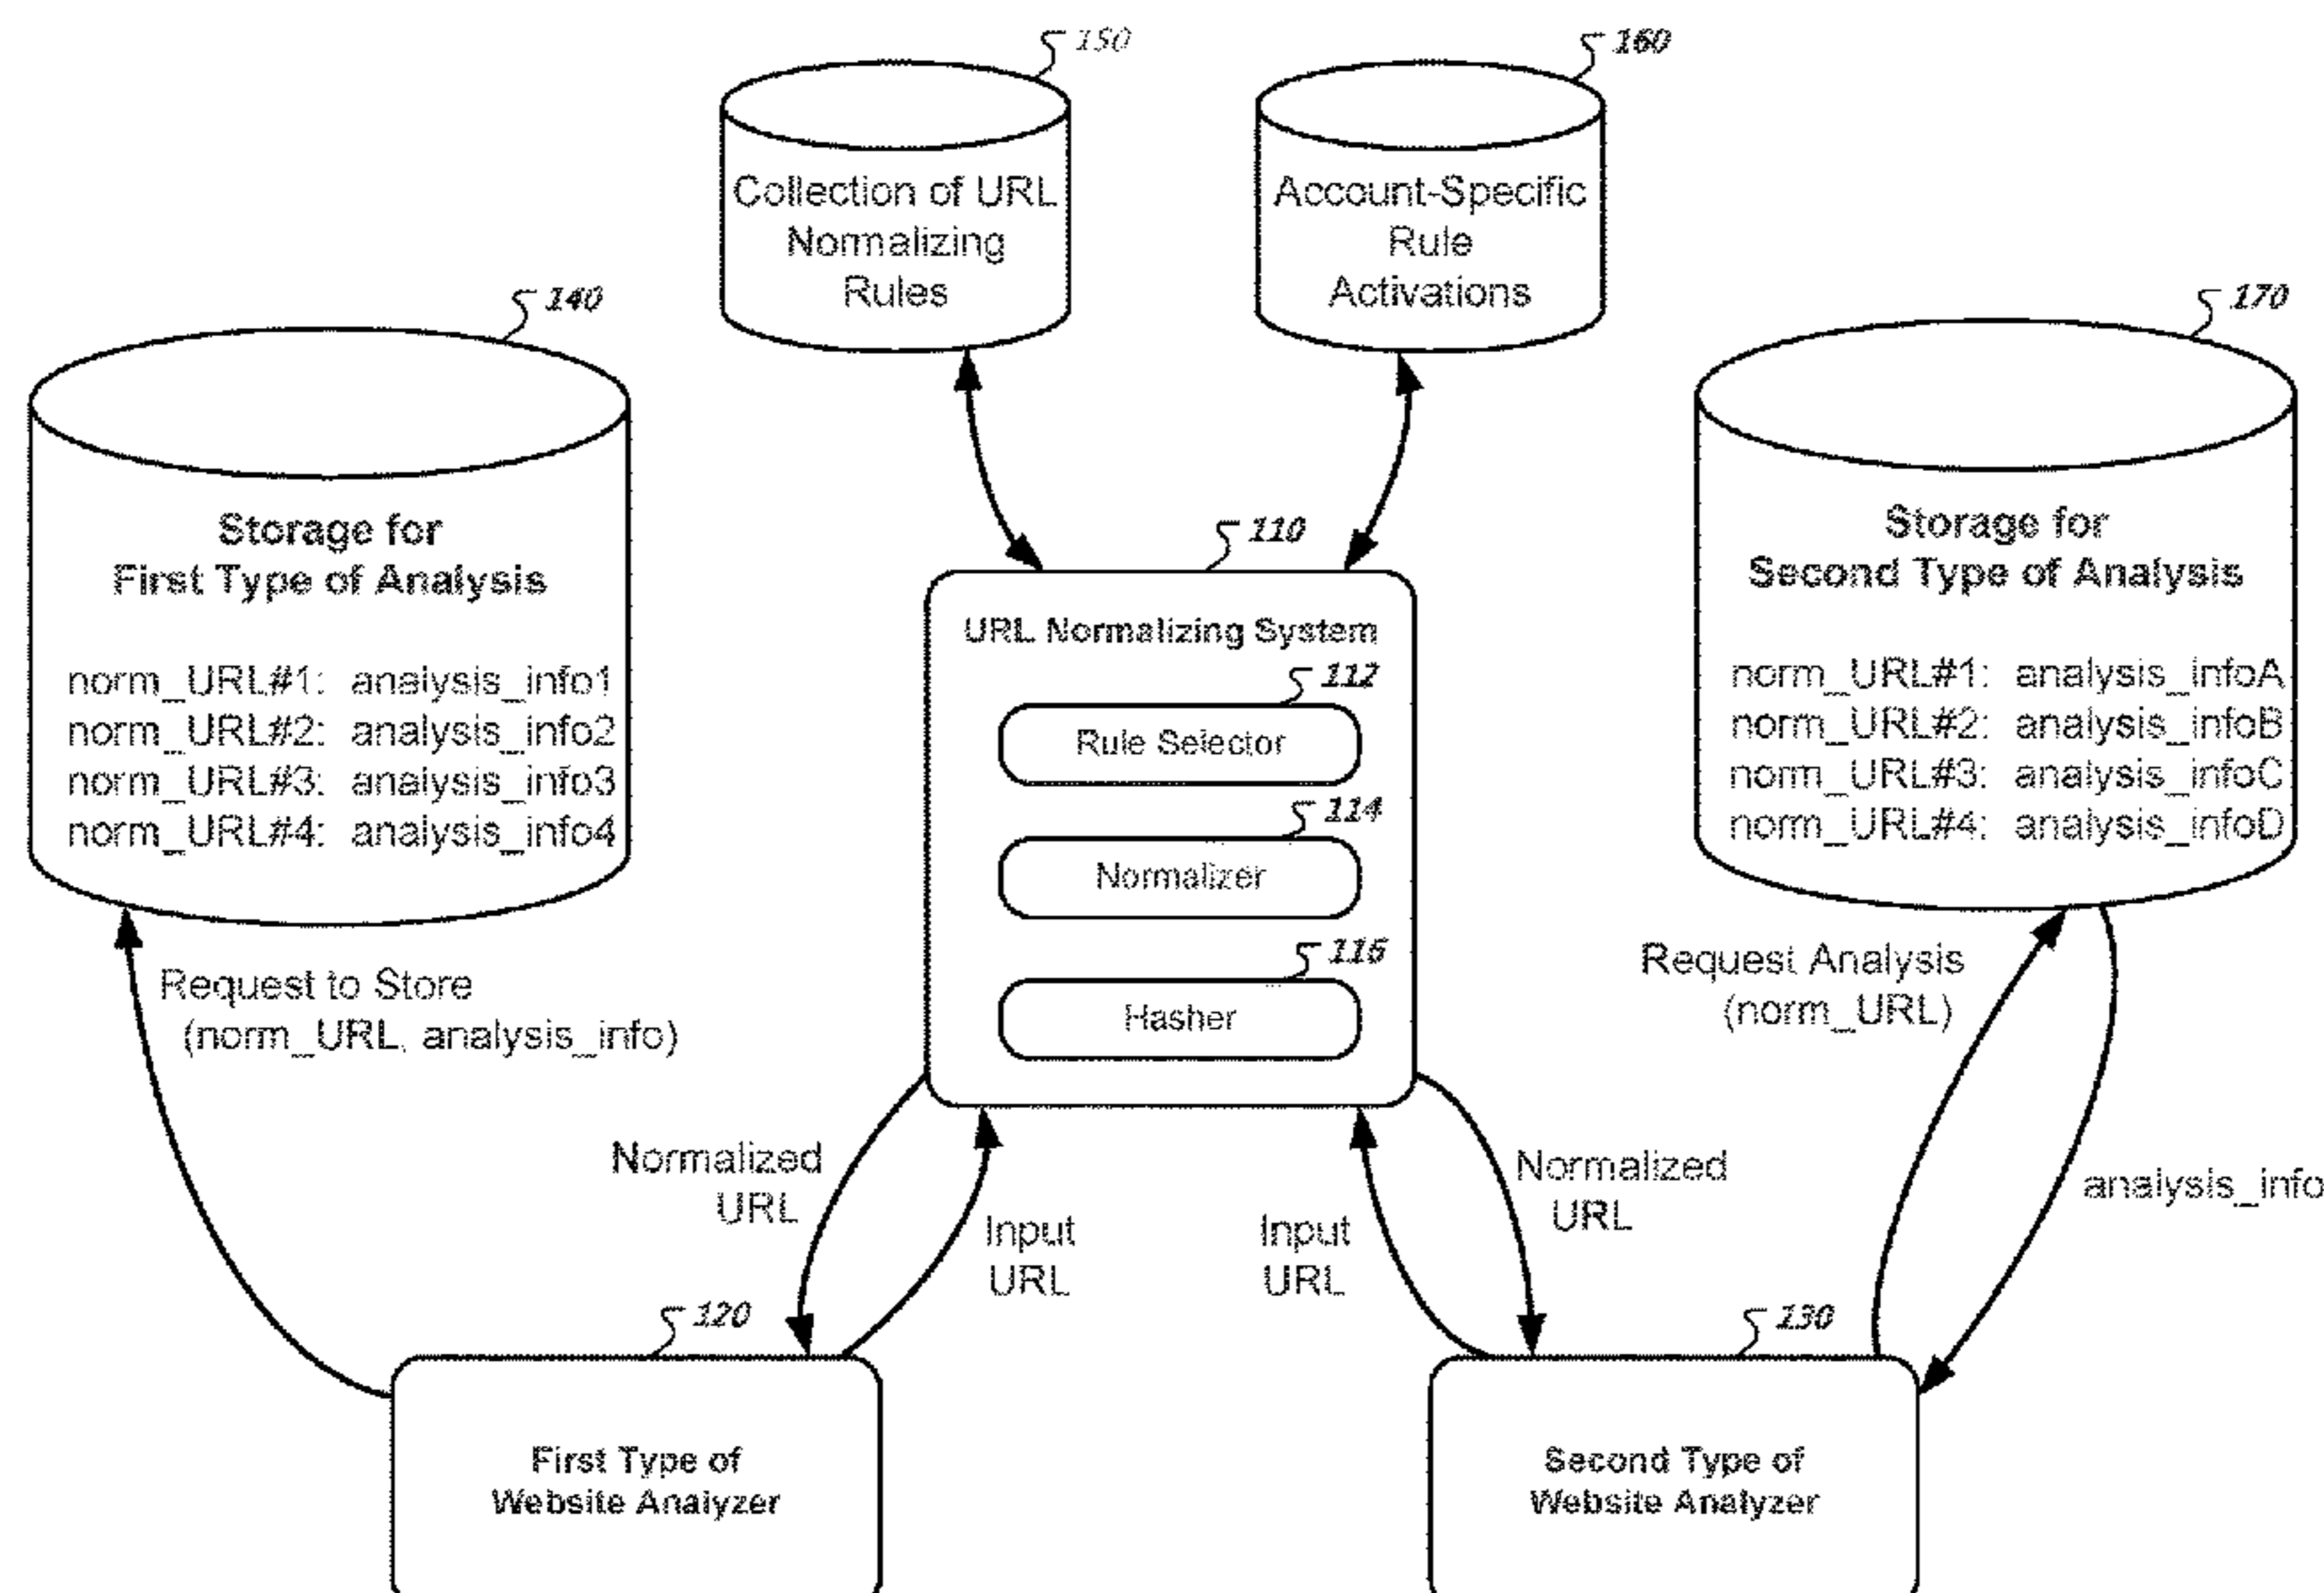 150
160
Collection of URL
Normalizing
Rules
Account-Specific
Rule
Activations
140
170
Storage for
First Type of Analysis
norm_URL#1: analysis_info1
norm_URL#2: analysis_info2
norm_URL#3: analysis_info3
norm_URL#4: analysis_info4
110
URL Normalizing System
112
Rule Selector
114
Normalizer
116
Hasher
Storage for
Second Type of Analysis
norm_URL#1: analysis_infoA
norm_URL#2: analysis_infoB
norm_URL#3: analysis_infoC
norm_URL#4: analysis_infoD
Request to Store
(norm_URL, analysis_info)
Request Analysis
(norm_URL)
Normalized
URL
Input
URL
Input
URL
Normalized
URL
analysis_info
120
First Type of
Website Analyzer
130
Second Type of
Website Analyzer